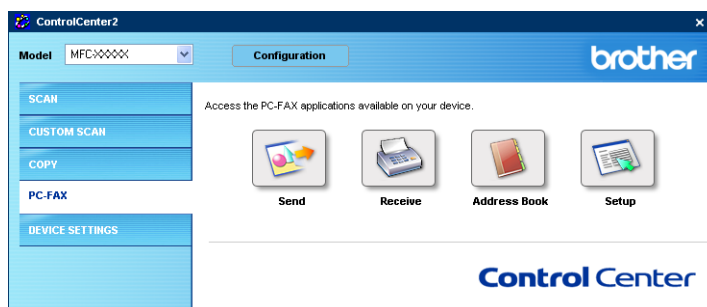 ControlCenter2
Model MFC-XXXXX Configuration brother
SCAN
Access the PC-FAX applications available on your device.
CUSTOM SCAN
COPY
PC-FAX
Send Receive Address Book Setup
DEVICE SETTINGS
Control Center